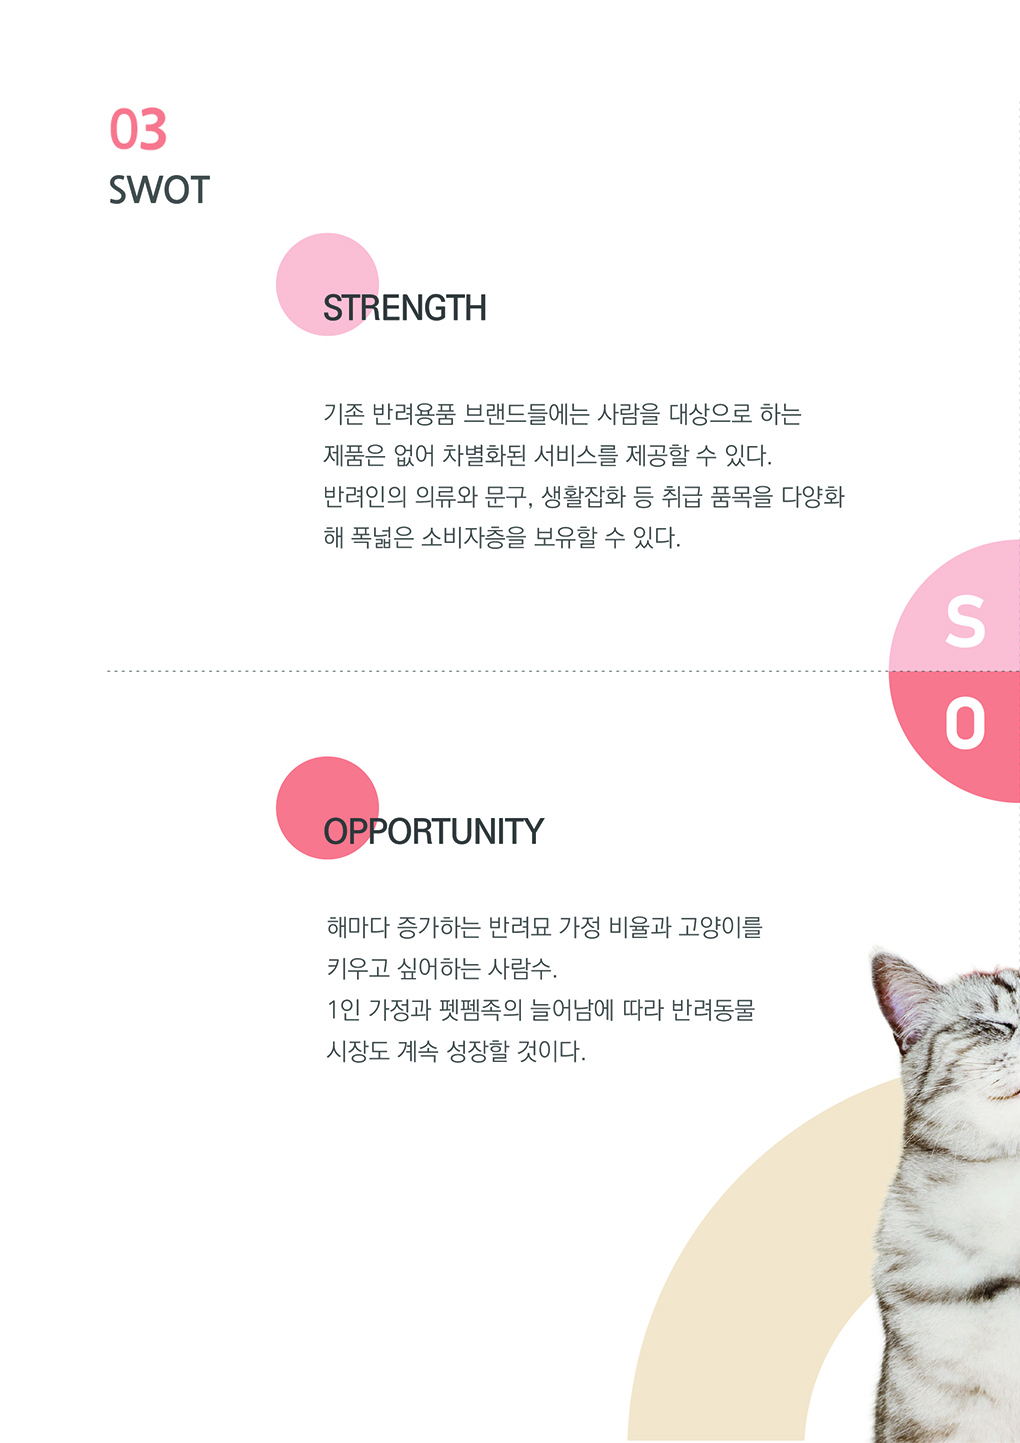 03
SWOT
STRENGTH
기존 반려용품 브랜드들에는 사람을 대상으로 하는
제품은 없어 차별화된 서비스를 제공할 수 있다.
반려인의 의류와 문구, 생활잡화 등 취급 품목을 다양화
해 폭넓은 소비자층을 보유할 수 있다.
S
O
OPPORTUNITY
해마다 증가하는 반려묘 가정 비율과 고양이를
키우고 싶어하는 사람수.
1인 가정과 펫펨족의 늘어남에 따라 반려동물
시장도 계속 성장할 것이다.